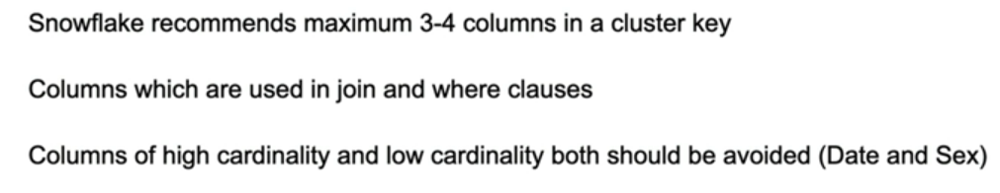 Snowflake recommends maximum 3-4 columns in a cluster key
Columns which are used in join and where clauses
Columns of high cardinality and low cardinality both should be avoided (Date and Sex)